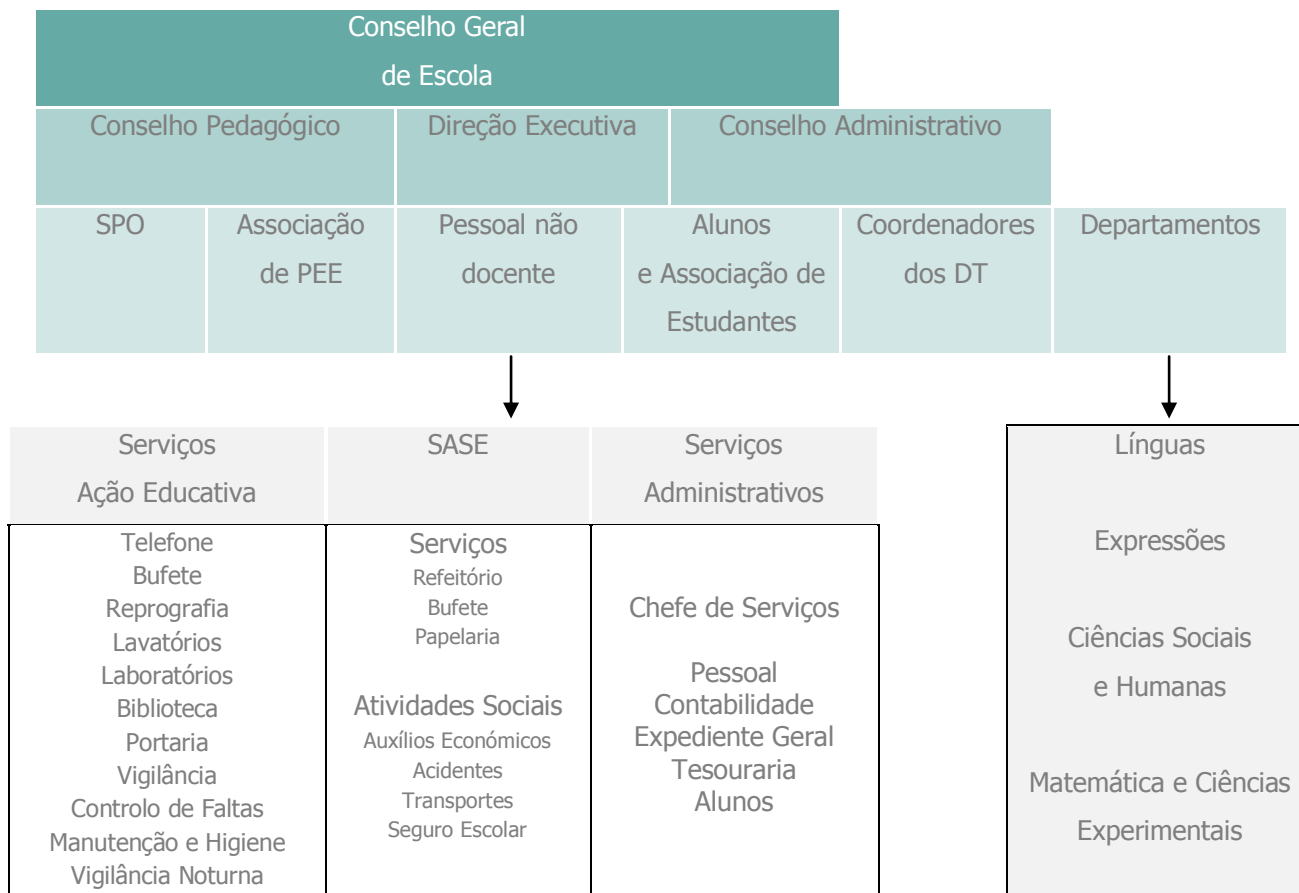 Conselho Geral
de Escola
Conselho Pedagógico
Direção Executiva
Conselho Administrativo
SPO
Associação
de PEE
Pessoal não
docente
Alunos
e Associação de
Estudantes
Coordenadores
dos DT
Departamentos
Serviços
Ação Educativa
Telefone
Bufete
Reprografia
Lavatórios
Laboratórios
Biblioteca
Portaria
Vigilância
Controlo de Faltas
Manutenção e Higiene
Vigilância Noturna
SASE
Serviços
Refeitório
Bufete
Papelaria
Atividades Sociais
Auxílios Económicos
Acidentes
Transportes
Seguro Escolar
Serviços
Administrativos
Chefe de Serviços
Pessoal
Contabilidade
Expediente Geral
Tesouraria
Alunos
Línguas
Expressões
Ciências Sociais
e Humanas
Matemática e Ciências
Experimentais